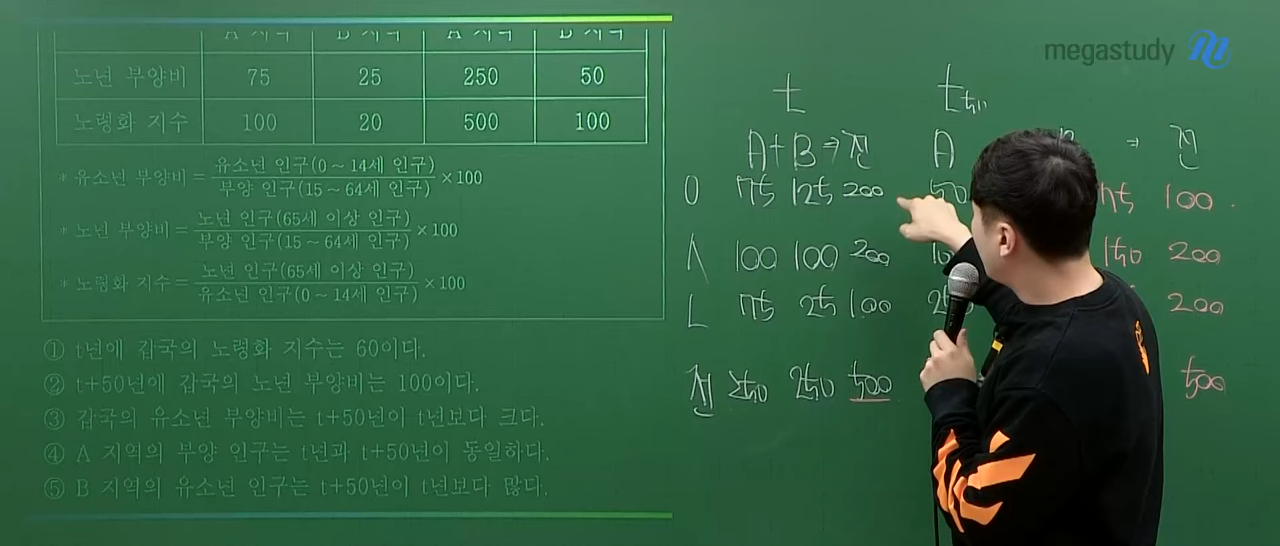 megastudy
노년 부양비 75 25 250 50
노령화 지수 100 20 500 100
* 유소년 부양비 = 유소년 인구(0 ~ 14세 인구) / 부양 인구(15 ~ 64세 인구) × 100
* 노년 부양비 = 노년 인구(65세 이상 인구) / 부양 인구(15 ~ 64세 인구) × 100
* 노령화 지수 = 노년 인구(65세 이상 인구) / 유소년 인구(0 ~ 14세 인구) × 100
① t년에 갑국의 노령화 지수는 60이다.
② t+50년에 갑국의 노년 부양비는 100이다.
③ 갑국의 유소년 부양비는 t+50년이 t년보다 크다.
④ A 지역의 부양 인구는 t년과 t+50년이 동일하다.
⑤ B 지역의 유소년 인구는 t+50년이 t년보다 많다.
t t+50
A + B ⇒ 전 A ⇒ 전
0 75 125 200 50 100
100 100 200 150 200
75 25 100 200
전 250 250 500 500